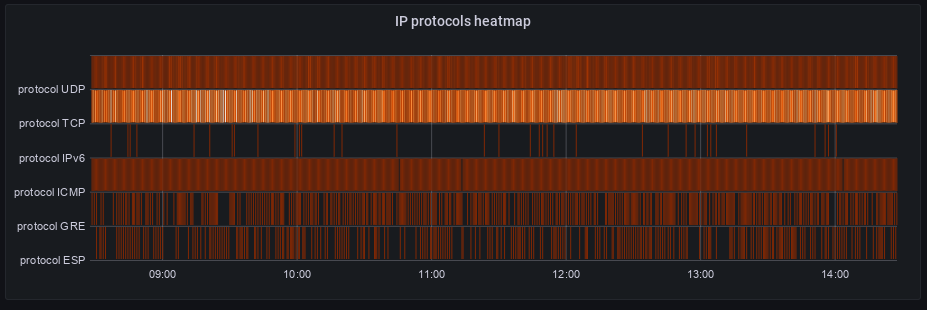 IP protocols heatmap
protocol UDP
protocol TCP
protocol IPv6
protocol ICMP
protocol GRE
protocol ESP
09:00 10:00 11:00 12:00 13:00 14:00